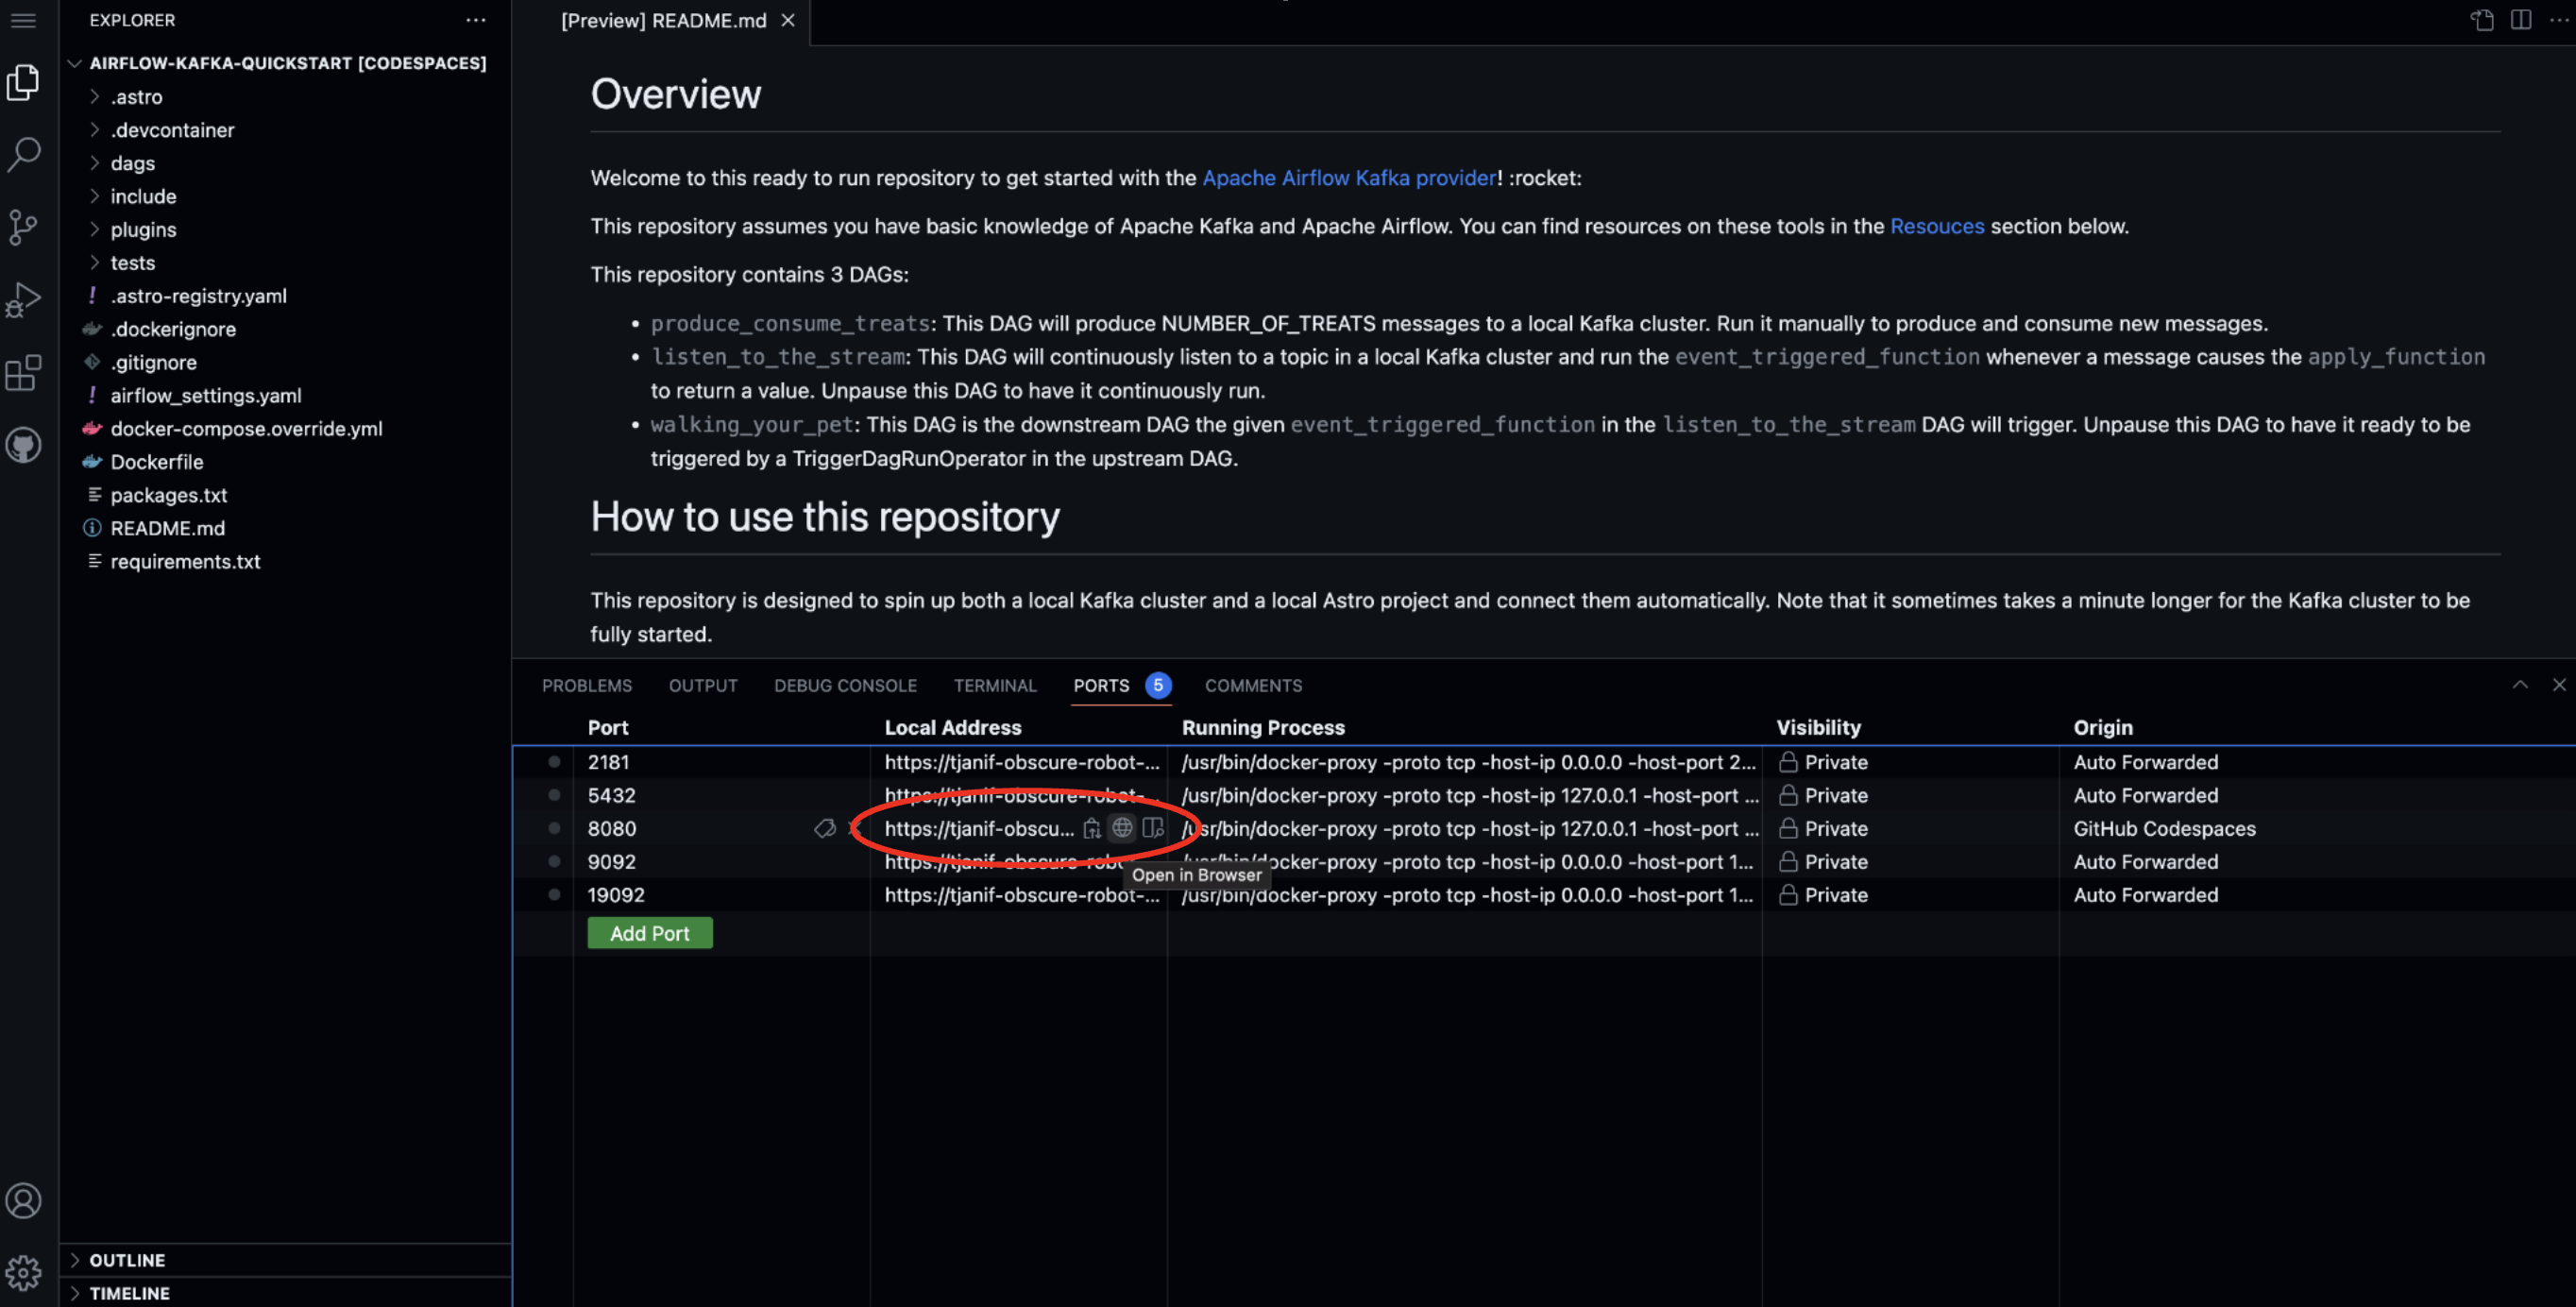 EXPLORER
[Preview] README.md
AIRFLOW-KAFKA-QUICKSTART [CODESPACES]
.astro
.devcontainer
dags
include
plugins
tests
.astro-registry.yaml
.dockerignore
.gitignore
airflow_settings.yaml
docker-compose.override.yml
Dockerfile
packages.txt
README.md
requirements.txt
OUTLINE
TIMELINE
Overview
Welcome to this ready to run repository to get started with the Apache Airflow Kafka provider! :rocket:
This repository assumes you have basic knowledge of Apache Kafka and Apache Airflow. You can find resources on these tools in the Resouces section below.
This repository contains 3 DAGs:
• produce_consume_treats: This DAG will produce NUMBER_OF_TREATS messages to a local Kafka cluster. Run it manually to produce and consume new messages.
• listen_to_the_stream: This DAG will continuously listen to a topic in a local Kafka cluster and run the event_triggered_function whenever a message causes the apply_function
to return a value. Unpause this DAG to have it continuously run.
• walking_your_pet: This DAG is the downstream DAG the given event_triggered_function in the listen_to_the_stream DAG will trigger. Unpause this DAG to have it ready to be
triggered by a TriggerDagRunOperator in the upstream DAG.
How to use this repository
This repository is designed to spin up both a local Kafka cluster and a local Astro project and connect them automatically. Note that it sometimes takes a minute longer for the Kafka cluster to be
fully started.
PROBLEMS OUTPUT DEBUG CONSOLE TERMINAL PORTS 5 COMMENTS
Port Local Address Running Process Visibility Origin
2181 https://tjanif-obscure-robot-... /usr/bin/docker-proxy -proto tcp -host-ip 0.0.0.0 -host-port 2... Private Auto Forwarded
5432 https://tjanif-obscure-robot-... /usr/bin/docker-proxy -proto tcp -host-ip 127.0.0.1 -host-port ... Private Auto Forwarded
8080 https://tjanif-obscu... /usr/bin/docker-proxy -proto tcp -host-ip 127.0.0.1 -host-port ... Private GitHub Codespaces
9092 https://tjanif-obscure-robo /usr/bin/docker-proxy -proto tcp -host-ip 0.0.0.0 -host-port 1... Private Auto Forwarded
Open in Browser
19092 https://tjanif-obscure-robot-... /usr/bin/docker-proxy -proto tcp -host-ip 0.0.0.0 -host-port 1... Private Auto Forwarded
Add Port